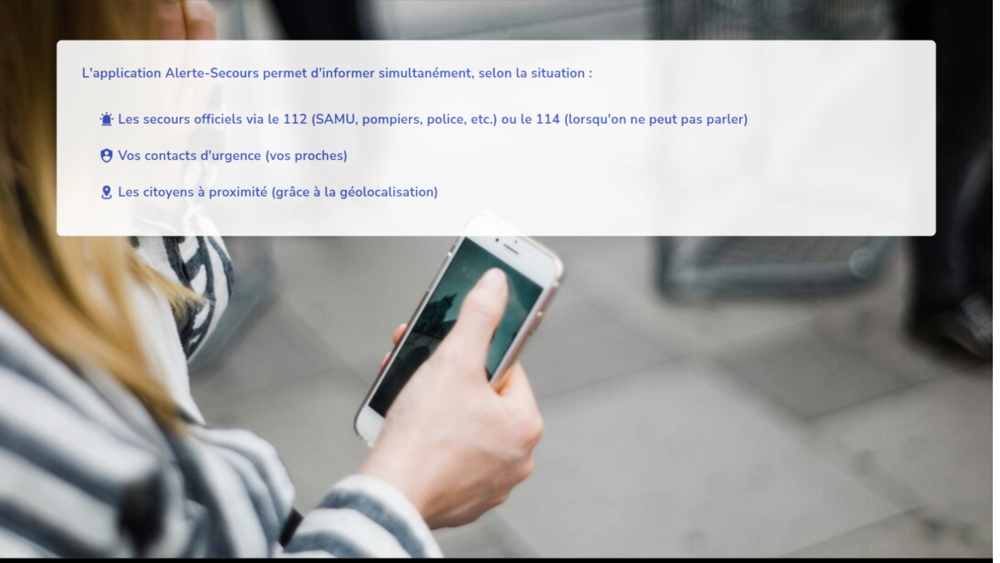 L'application Alerte-Secours permet d'informer simultanément, selon la situation :
Les secours officiels via le 112 (SAMU, pompiers, police, etc.) ou le 114 (lorsqu'on ne peut pas parler)
Vos contacts d'urgence (vos proches)
Les citoyens à proximité (grâce à la géolocalisation)